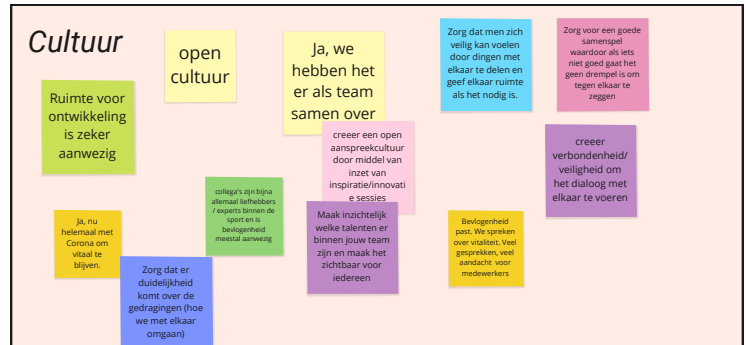 Cultuur
open
cultuur
Ja, we
hebben het
er als team
samen over
Zorg dat men zich
veilig kan voelen
door dingen met
elkaar te delen en
geef elkaar ruimte
als het nodig is.
Zorg voor een goede
samenspel
waardoor als iets
niet goed gaat het
geen drempel is om
tegen elkaar te
zeggen
Ruimte voor
ontwikkeling
is zeker
aanwezig
creeer een open
aanspreekcultuur
door middel van
inzet van
inspiratie/innovati
e sessies
creeer
verbondenheid/
veiligheid om
het dialoog met
elkaar te voeren
collega's zijn bijna
allemaal liefhebbers
/ experts binnen de
sport en is
bevlogenheid
meestal aanwezig
Ja, nu
helemaal met
Corona om
vitaal te
blijven.
Maak inzichtelijk
welke talenten er
binnen jouw team
zijn en maak het
zichtbaar voor
iedereen
Bevlogenheid
past. We spreken
over vitaliteit. Veel
gesprekken, veel
aandacht voor
medewerkers
Zorg dat er
duidelijkheid
komt over de
gedragingen (hoe
we met elkaar
omgaan)